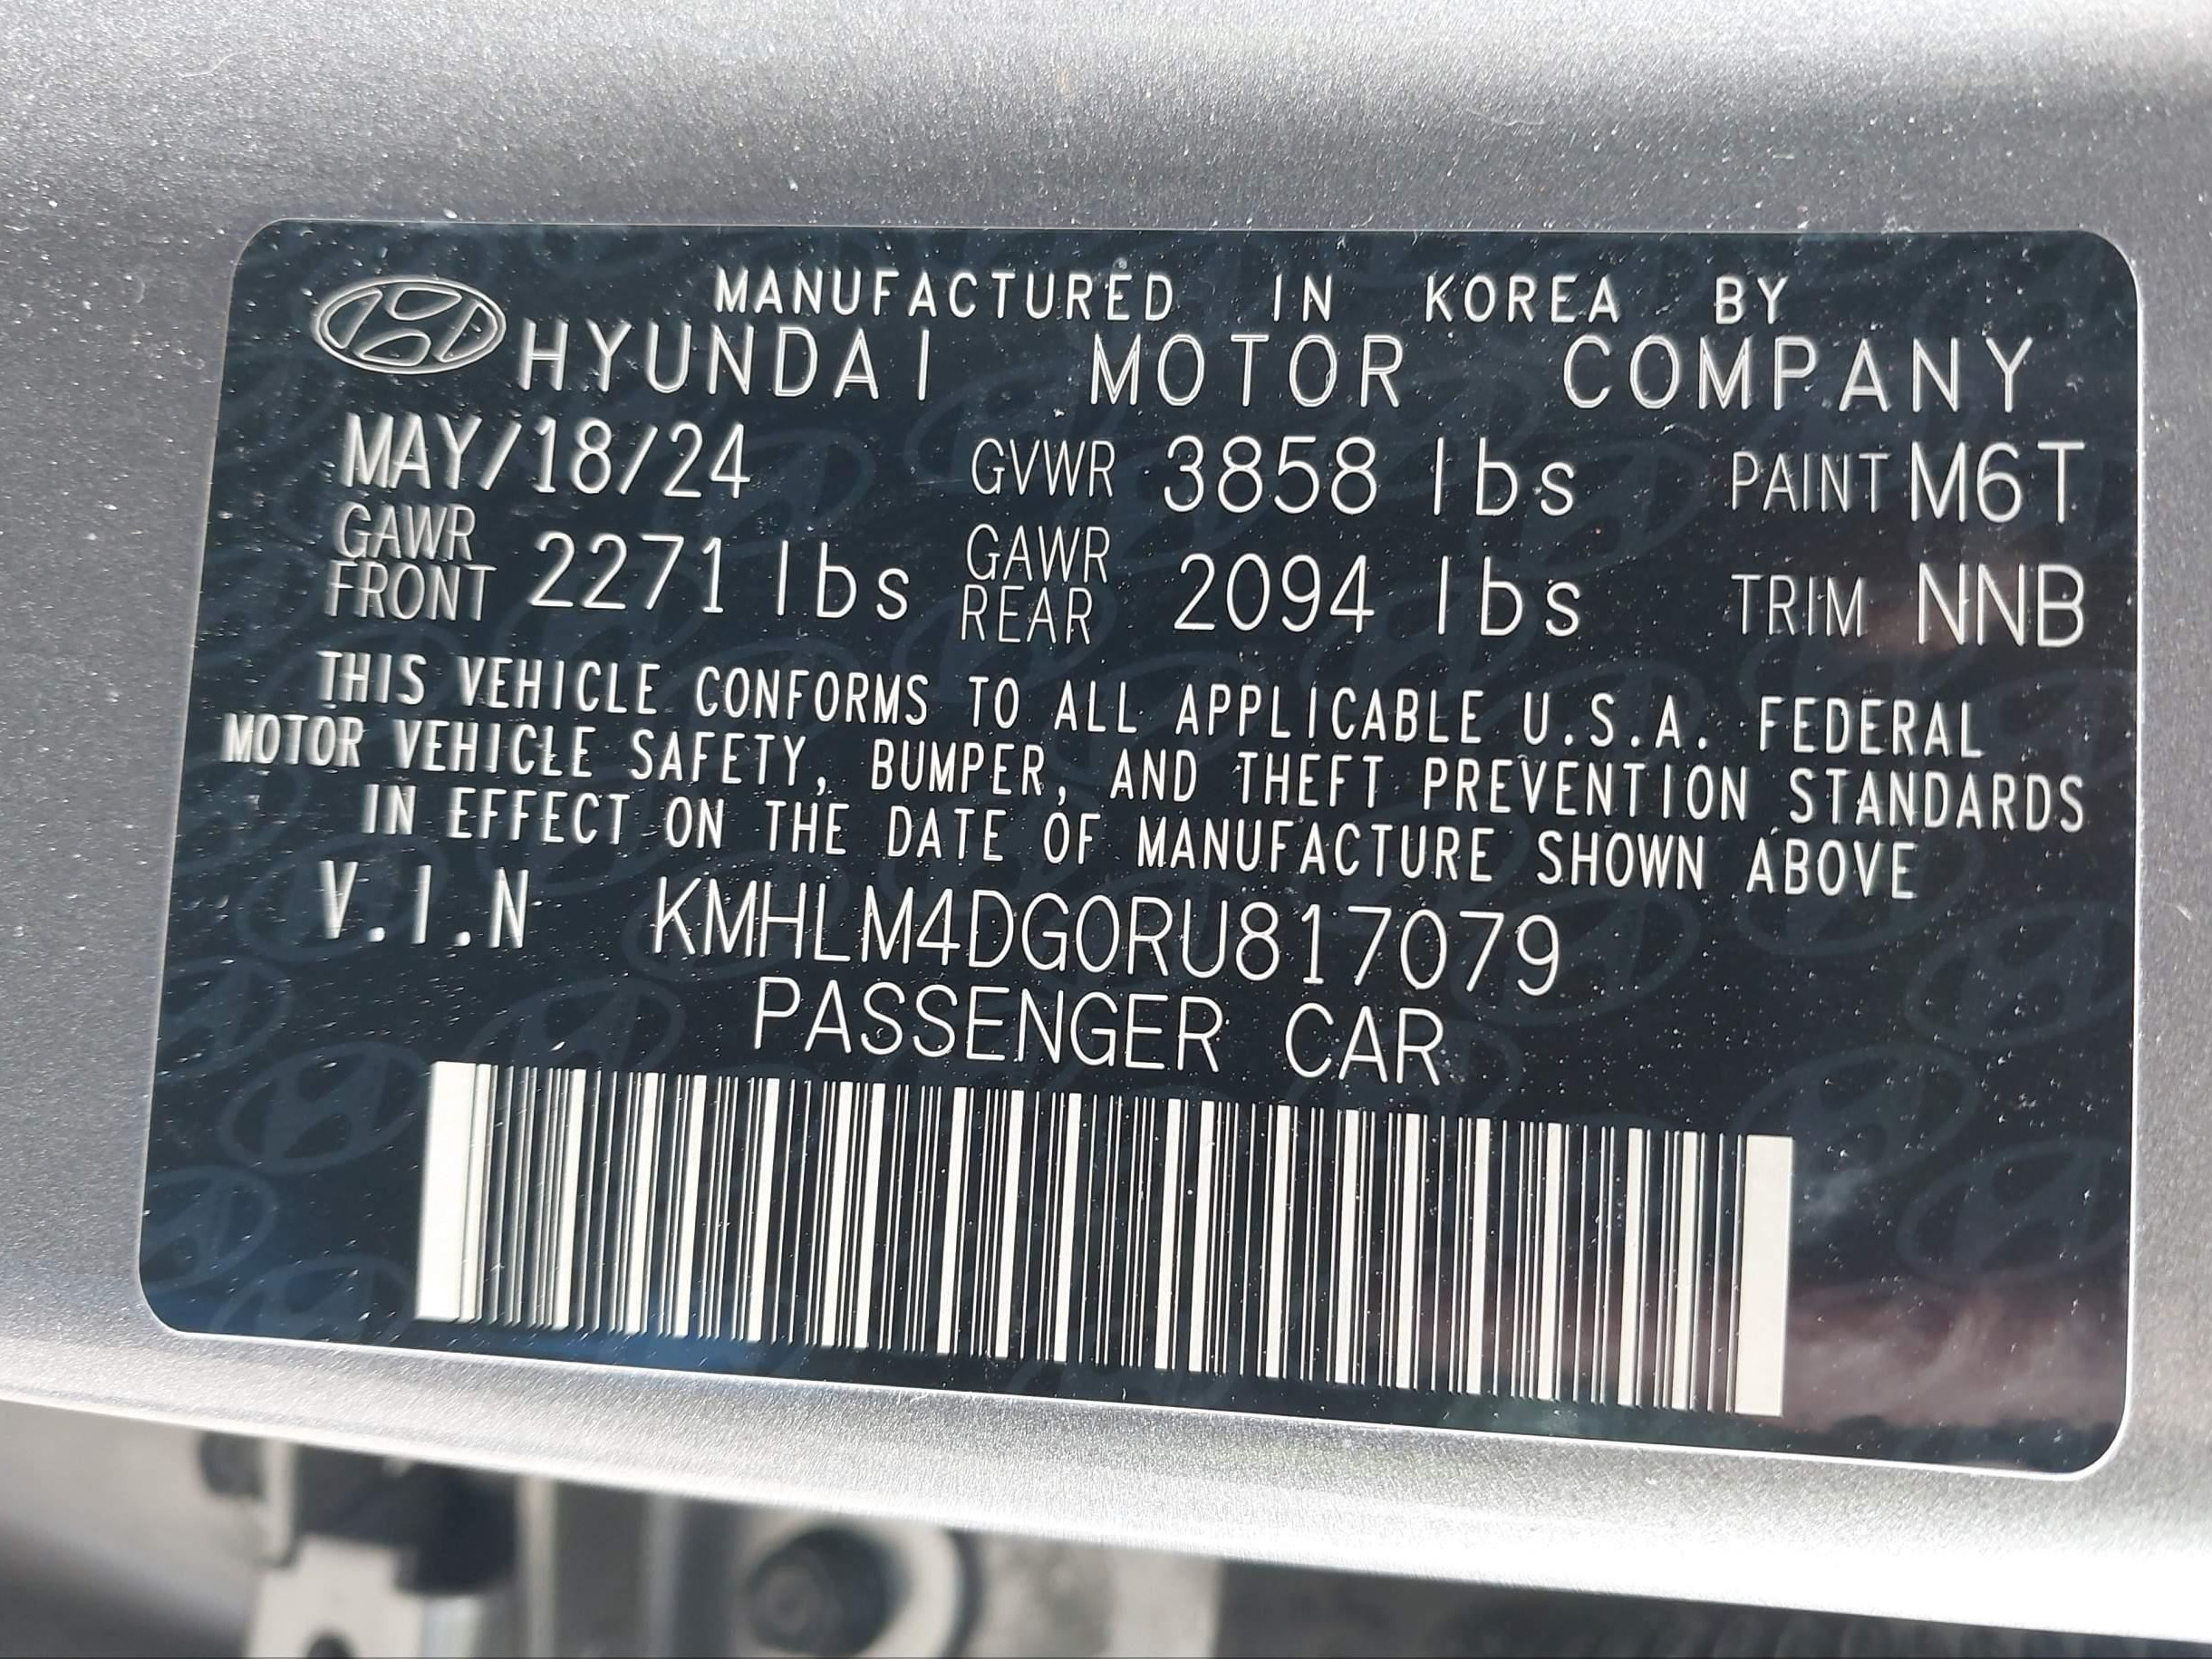 MANUFACTURED IN KOREA BY
HYUNDAI MOTOR COMPANY
MAY/18/24 GVWR 3858 lbs PAINT M6T
GAWR FRONT 2271 lbs GAWR REAR 2094 lbs TRIM NNB
THIS VEHICLE CONFORMS TO ALL APPLICABLE U.S.A. FEDERAL
MOTOR VEHICLE SAFETY, BUMPER, AND THEFT PREVENTION STANDARDS
IN EFFECT ON THE DATE OF MANUFACTURE SHOWN ABOVE
V.I.N KMHLM4DG0RU817079
PASSENGER CAR